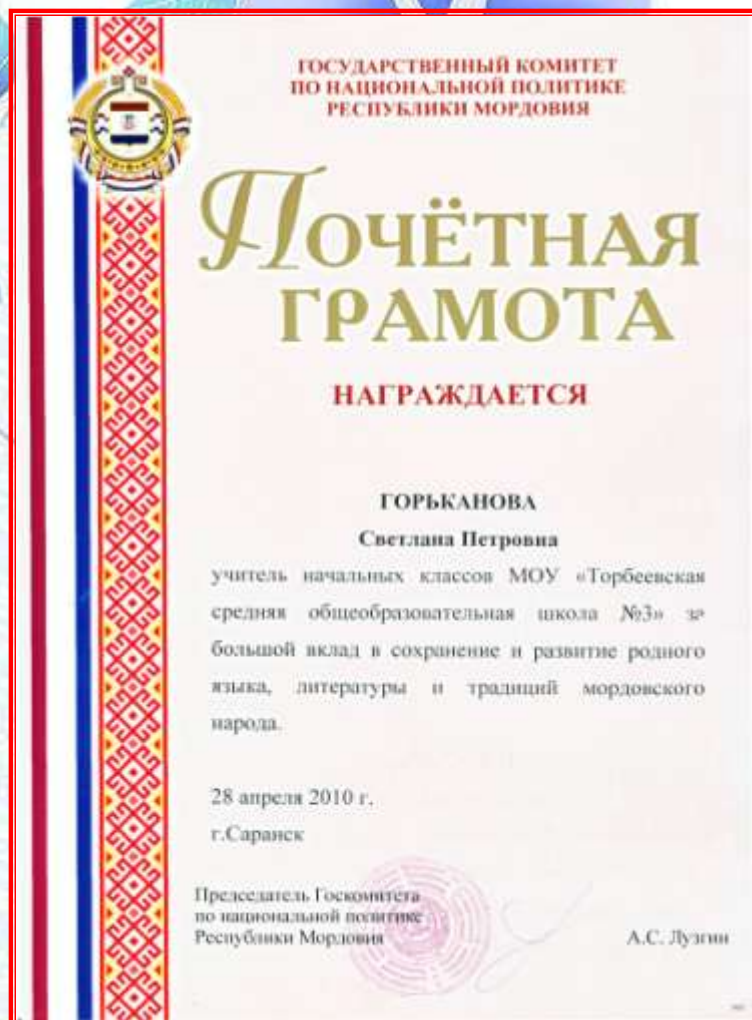 ГОСУДАРСТВЕННЫЙ КОМИТЕТ
ПО НАЦИОНАЛЬНОЙ ПОЛИТИКЕ
РЕСПУБЛИКИ МОРДОВИЯ
ПОЧЁТНАЯ
ГРАМОТА
НАГРАЖДАЕТСЯ
ГОРЬКАНОВА
Светлана Петровна
учитель начальных классов МОУ «Торбеевская
средняя общеобразовательная школа №3» за
большой вклад в сохранение и развитие родного
языка, литературы и традиций мордовского
народа.
28 апреля 2010 г.
г.Саранск
Председатель Госкомитета
по национальной политике
Республики Мордовия
А.С. Лузгин